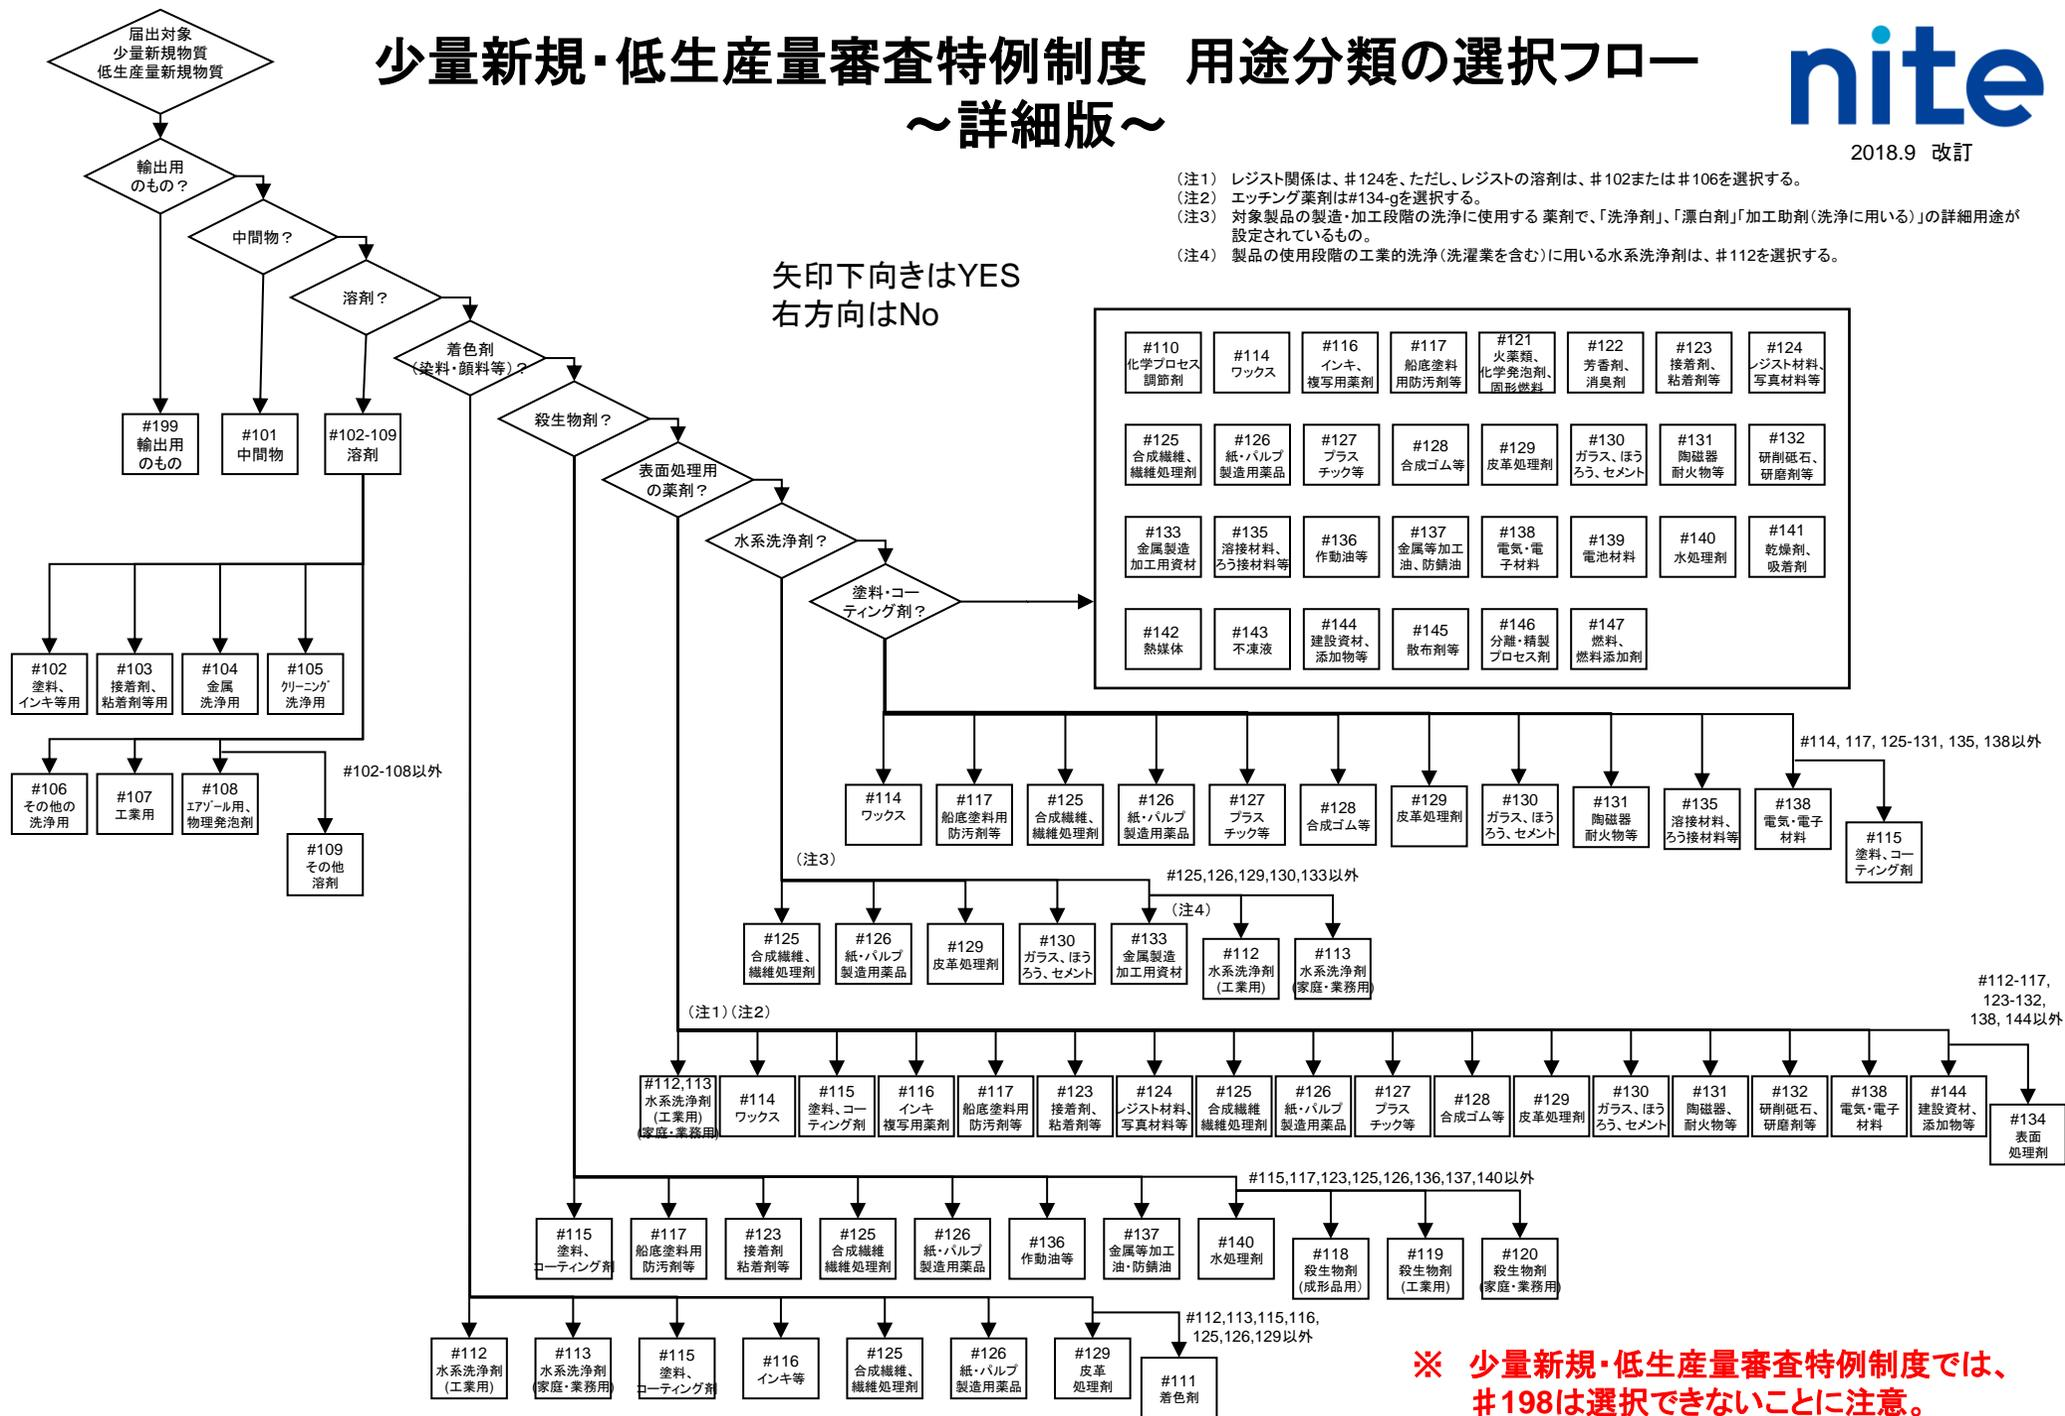 届出対象
少量新規物質
低生産量新規物質
少量新規・低生産量審査特例制度　用途分類の選択フロー
～詳細版～
nite
2018.9 改訂
（注1） レジスト関係は、＃124を、ただし、レジストの溶剤は、＃102または＃106を選択する。
（注2） エッチング薬剤は#134-gを選択する。
（注3） 対象製品の製造・加工段階の洗浄に使用する 薬剤で、「洗浄剤」、「漂白剤」「加工助剤（洗浄に用いる）」の詳細用途が
設定されているもの。
（注4） 製品の使用段階の工業的洗浄（洗濯業を含む）に用いる水系洗浄剤は、＃112を選択する。
矢印下向きはYES
右方向はNo
輸出用
のもの？
中間物？
溶剤？
着色剤
（染料・顔料等）？
殺生物剤？
表面処理用
の薬剤？
水系洗浄剤？
塗料・コー
ティング剤？
#199
輸出用
のもの
#101
中間物
#102-109
溶剤
#110
化学プロセス
調節剤
#114
ワックス
#116
インキ、
複写用薬剤
#117
船底塗料
用防汚剤等
#121
火薬類、
化学発泡剤、
固形燃料
#122
芳香剤、
消臭剤
#123
接着剤、
粘着剤等
#124
レジスト材料、
写真材料等
#125
合成繊維、
繊維処理剤
#126
紙・パルプ
製造用薬品
#127
プラス
チック等
#128
合成ゴム等
#129
皮革処理剤
#130
ガラス、ほう
ろう、セメント
#131
陶磁器
耐火物等
#132
研削砥石、
研磨剤等
#133
金属製造
加工用資材
#135
溶接材料、
ろう接材料等
#136
作動油等
#137
金属等加工
油、防錆油
#138
電気・電
子材料
#139
電池材料
#140
水処理剤
#141
乾燥剤、
吸着剤
#142
熱媒体
#143
不凍液
#144
建設資材、
添加物等
#145
散布剤等
#146
分離・精製
プロセス剤
#147
燃料、
燃料添加剤
#102
塗料、
インキ等用
#103
接着剤、
粘着剤等用
#104
金属
洗浄用
#105
ｸﾘｰﾆﾝｸﾞ
洗浄用
#106
その他の
洗浄用
#107
工業用
#108
ｴｱｿﾞｰﾙ用、
物理発泡剤
#102-108以外
#109
その他
溶剤
#114, 117, 125-131, 135, 138以外
#114
ワックス
#117
船底塗料用
防汚剤等
#125
合成繊維、
繊維処理剤
#126
紙・パルプ
製造用薬品
#127
プラス
チック等
#128
合成ゴム等
#129
皮革処理剤
#130
ガラス、ほう
ろう、セメント
#131
陶磁器
耐火物等
#135
溶接材料、
ろう接材料等
#138
電気・電子
材料
#115
塗料、コー
ティング剤
（注3）
#125,126,129,130,133以外
（注4）
#125
合成繊維、
繊維処理剤
#126
紙・パルプ
製造用薬品
#129
皮革処理剤
#130
ガラス、ほう
ろう、セメント
#133
金属製造
加工用資材
#112
水系洗浄剤
(工業用)
#113
水系洗浄剤
(家庭・業務用)
（注1）（注2）
#112-117,
123-132,
138, 144以外
#112,113
水系洗浄剤
(工業用)
(家庭・業務用)
#114
ワックス
#115
塗料、コー
ティング剤
#116
インキ
複写用薬剤
#117
船底塗料用
防汚剤等
#123
接着剤、
粘着剤等
#124
レジスト材料、
写真材料等
#125
合成繊維
繊維処理剤
#126
紙・パルプ
製造用薬品
#127
プラス
チック等
#128
合成ゴム等
#129
皮革処理剤
#130
ガラス、ほう
ろう、セメント
#131
陶磁器、
耐火物等
#132
研削砥石、
研磨剤等
#138
電気・電子
材料
#144
建設資材、
添加物等
#134
表面
処理剤
#115,117,123,125,126,136,137,140以外
#115
塗料、
コーティング剤
#117
船底塗料用
防汚剤等
#123
接着剤
粘着剤等
#125
合成繊維
繊維処理剤
#126
紙・パルプ
製造用薬品
#136
作動油等
#137
金属等加工
油・防錆油
#140
水処理剤
#118
殺生物剤
(成形品用)
#119
殺生物剤
(工業用)
#120
殺生物剤
(家庭・業務用)
#112,113,115,116,
125,126,129以外
#112
水系洗浄剤
(工業用)
#113
水系洗浄剤
(家庭・業務用)
#115
塗料、
コーティング剤
#116
インキ等
#125
合成繊維、
繊維処理剤
#126
紙・パルプ
製造用薬品
#129
皮革
処理剤
#111
着色剤
※　少量新規・低生産量審査特例制度では、
＃198は選択できないことに注意。